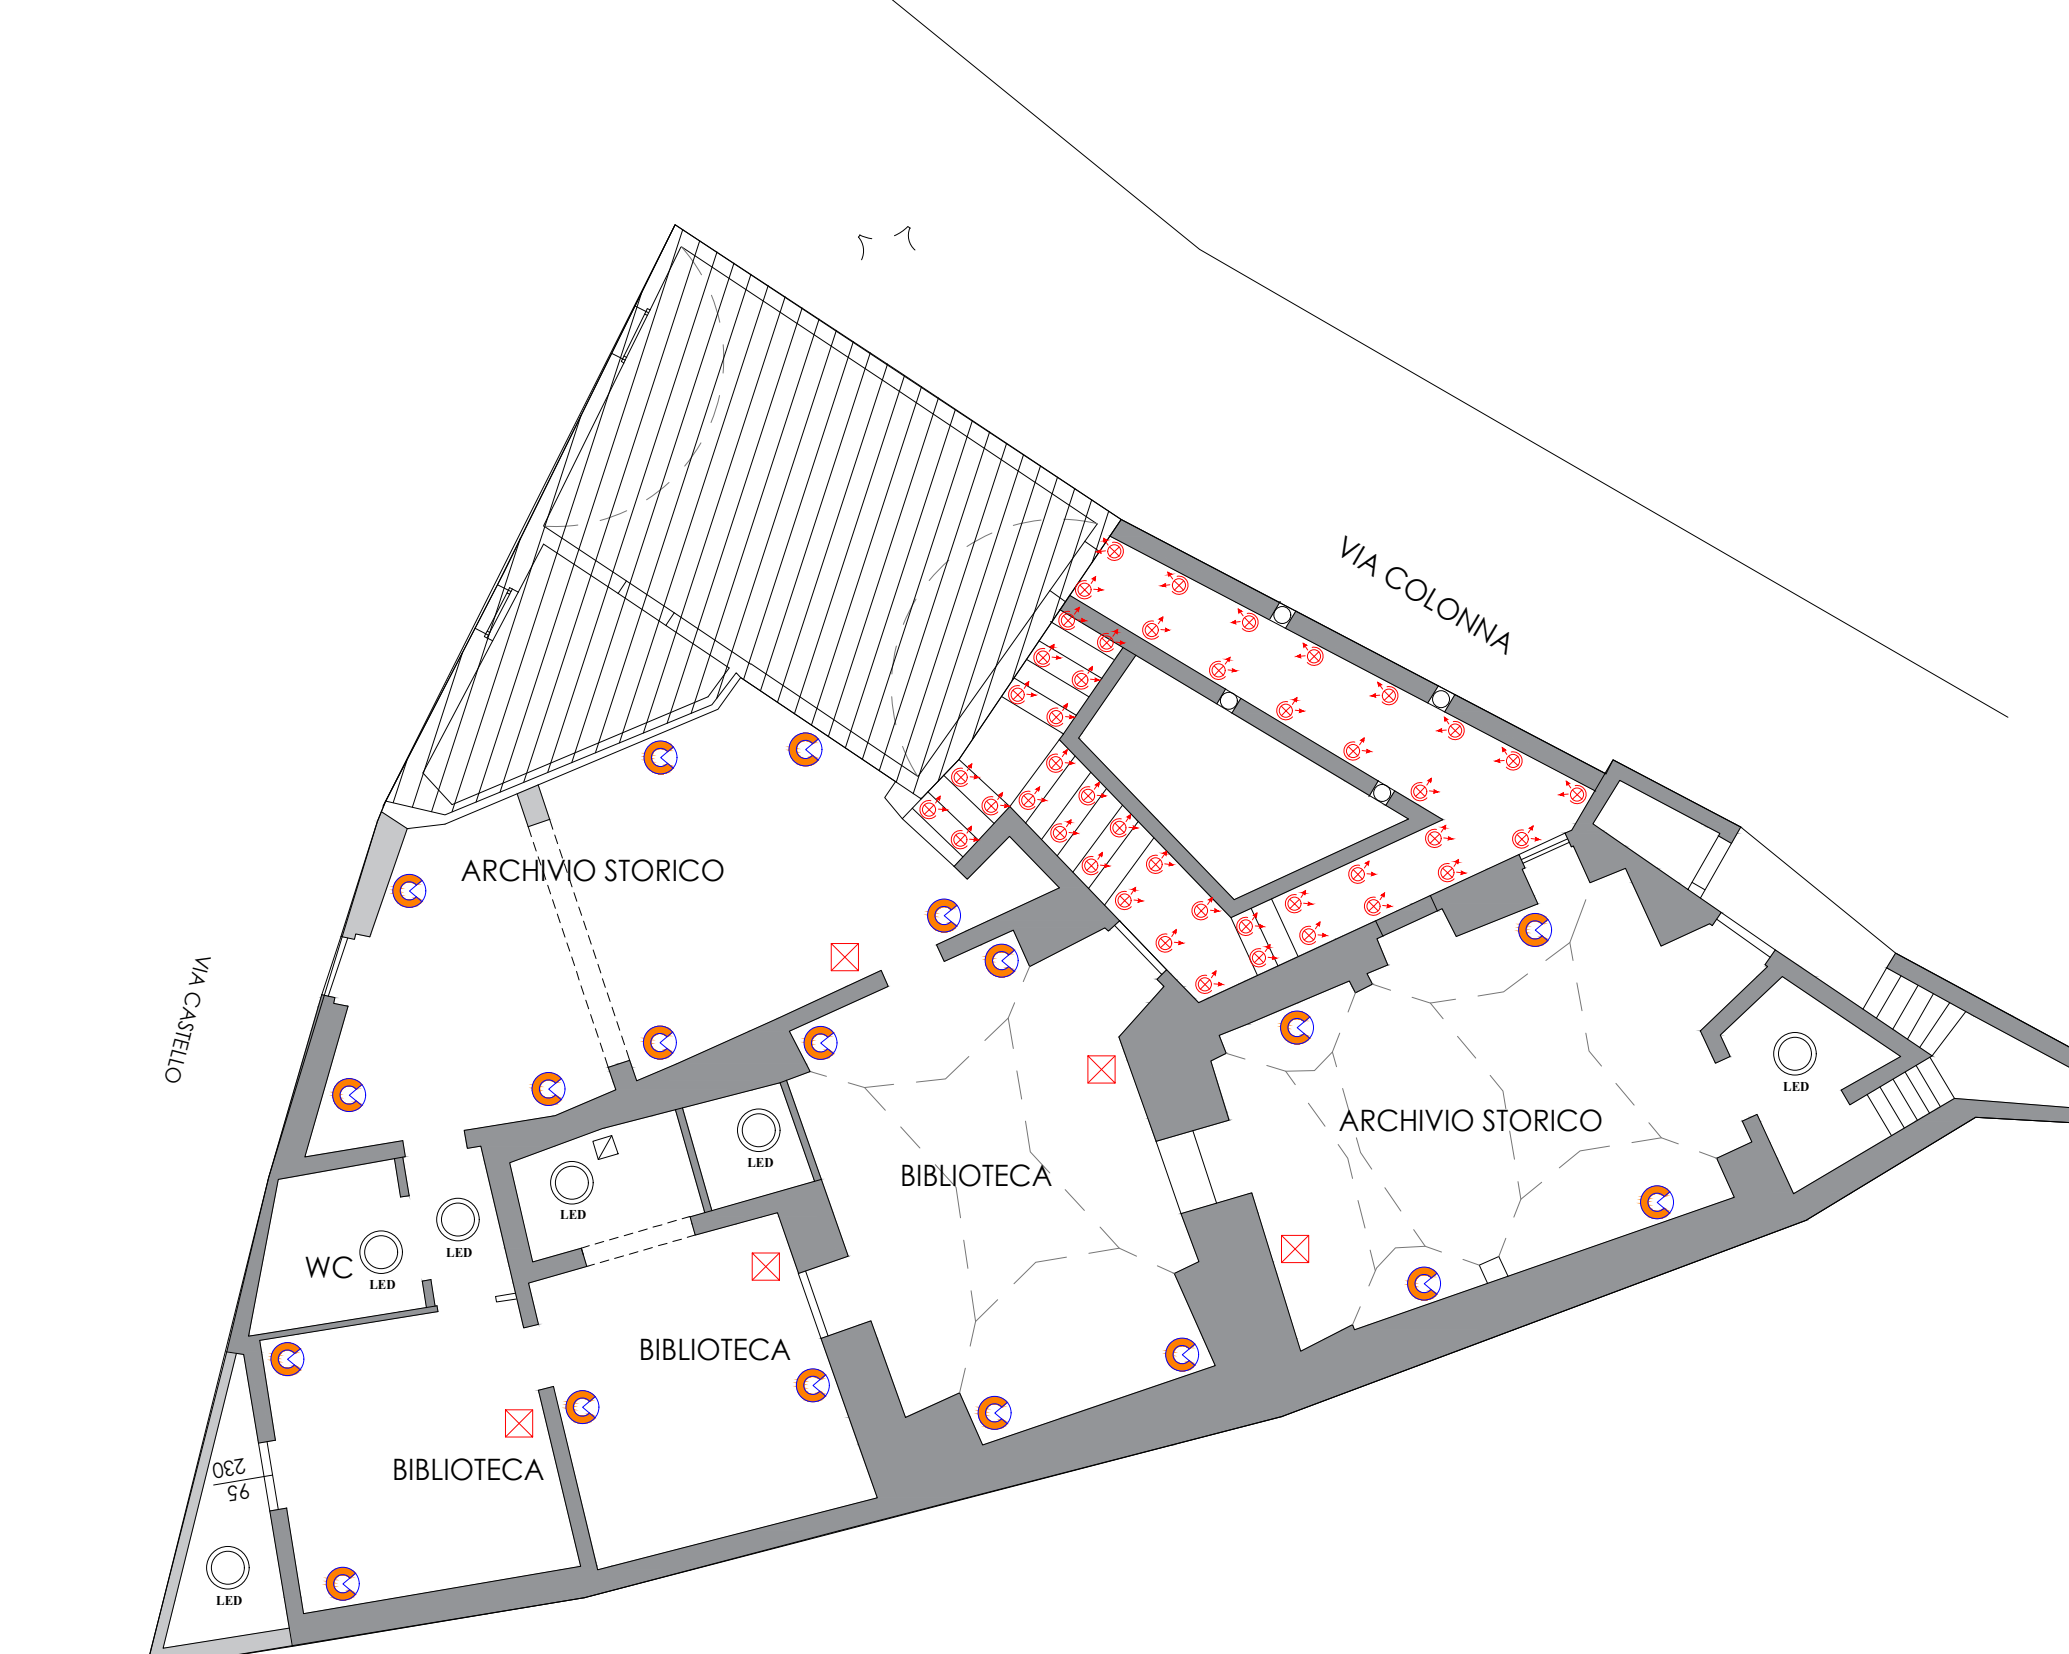 VIA COLONNA
ARCHIVIO STORICO
VIA CASTELLO
LED
ARCHIVIO STORICO
LED
BIBLIOTECA
LED
LED
WC
LED
BIBLIOTECA
BIBLIOTECA
230
95
LED